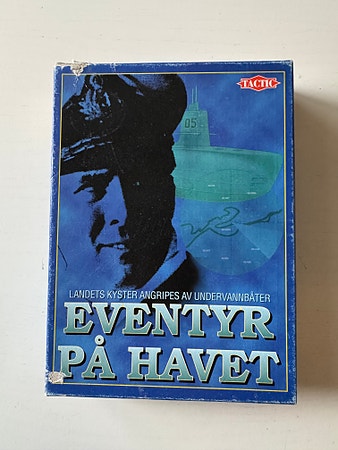 TACTIC
05
LANDETS KYSTER ANGRIPES AV UNDERVANNBÅTER
EVENTYR
PÅ HAVET